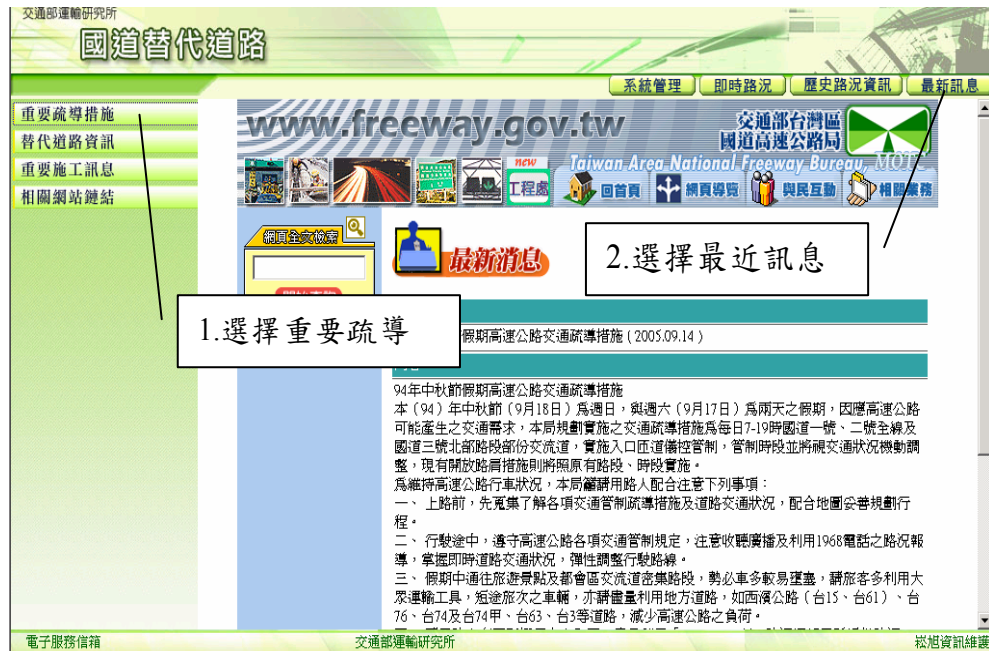 交通部運輸研究所
國道替代道路
系統管理
即時路況
歷史路況資訊
最新訊息
重要疏導措施
替代道路資訊
重要施工訊息
相關網站鏈結
www.freeway.gov.tw
交通部台灣區
國道高速公路局
Taiwan Area National Freeway Bureau, MOTC
new
工程處
回首頁
網頁導覽
與民互動
相關業務
網頁全文檢索
最新消息
2.選擇最近訊息
1.選擇重要疏導
假期高速公路交通疏導措施 ( 2005.09.14 )
94年中秋節假期高速公路交通疏導措施
本（94）年中秋節（9月18日）為週日，與週六（9月17日）為兩天之假期，因應高速公路
可能產生之交通需求，本局規劃實施之交通疏導措施為每日7-19時國道一號、二號全線及
國道三號北部路段部份交流道，實施入口匝道儀控管制，管制時段並將視交通狀況機動調
整，現有開放路肩措施則將照原有路段、時段實施。
為維持高速公路行車狀況，本局籲請用路人配合注意下列事項：
一、 上路前，先蒐集了解各項交通管制疏導措施及道路交通狀況，配合地圖妥善規劃行
程。
二、 行駛途中，遵守高速公路各項交通管制規定，注意收聽廣播及利用1968電話之路況報
導，掌握即時道路交通狀況，彈性調整行駛路線。
三、 假期中通往旅遊景點及都會區交流道密集路段，勢必車多較易壅塞，請旅客多利用大
眾運輸工具，短途旅次之車輛，亦請儘量利用地方道路，如西濱公路（台15、台61）、台
76、台74及台74甲、台63、台3等道路，減少高速公路之負荷。
電子服務信箱
交通部運輸研究所
崧旭資訊維護